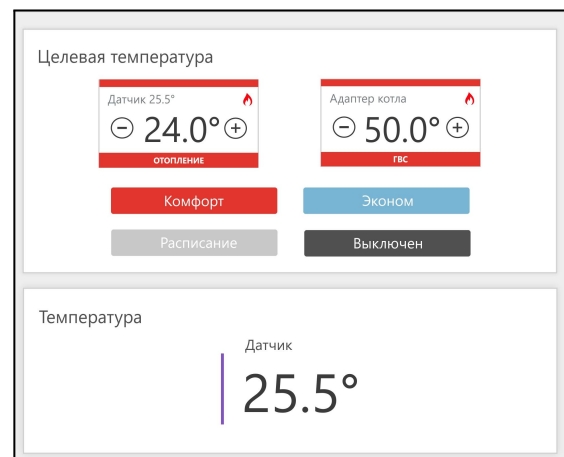 Целевая температура
Датчик 25.5°
24.0°
ОТОПЛЕНИЕ
Адаптер котла
50.0°
ГВС
Комфорт
Эконом
Расписание
Выключен
Температура
Датчик
25.5°